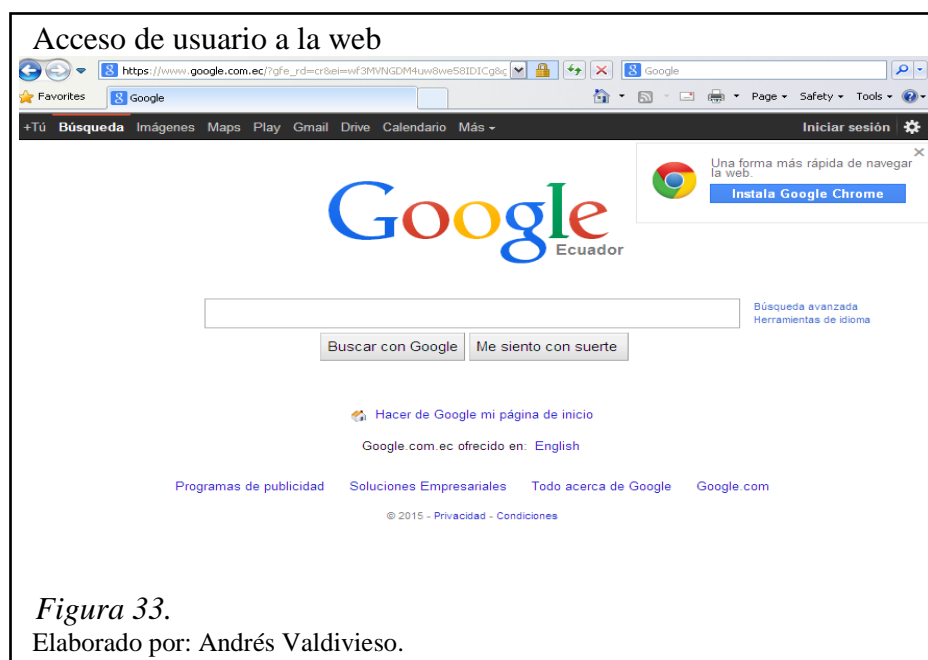 Acceso de usuario a la web
https://www.google.com.ec/?gfe_rd=cr&ei=wf3MVNGDM4uw8we58IDICg&g Google
Favorites Google Page Safety Tools
+Tú Búsqueda Imágenes Maps Play Gmail Drive Calendario Más Iniciar sesión
Una forma más rápida de navegar
la web.
Instala Google Chrome
Google
Ecuador
Búsqueda avanzada
Herramientas de idioma
Buscar con Google Me siento con suerte
Hacer de Google mi página de inicio
Google.com.ec ofrecido en: English
Programas de publicidad Soluciones Empresariales Todo acerca de Google Google.com
© 2015 - Privacidad - Condiciones
Figura 33.
Elaborado por: Andrés Valdivieso.